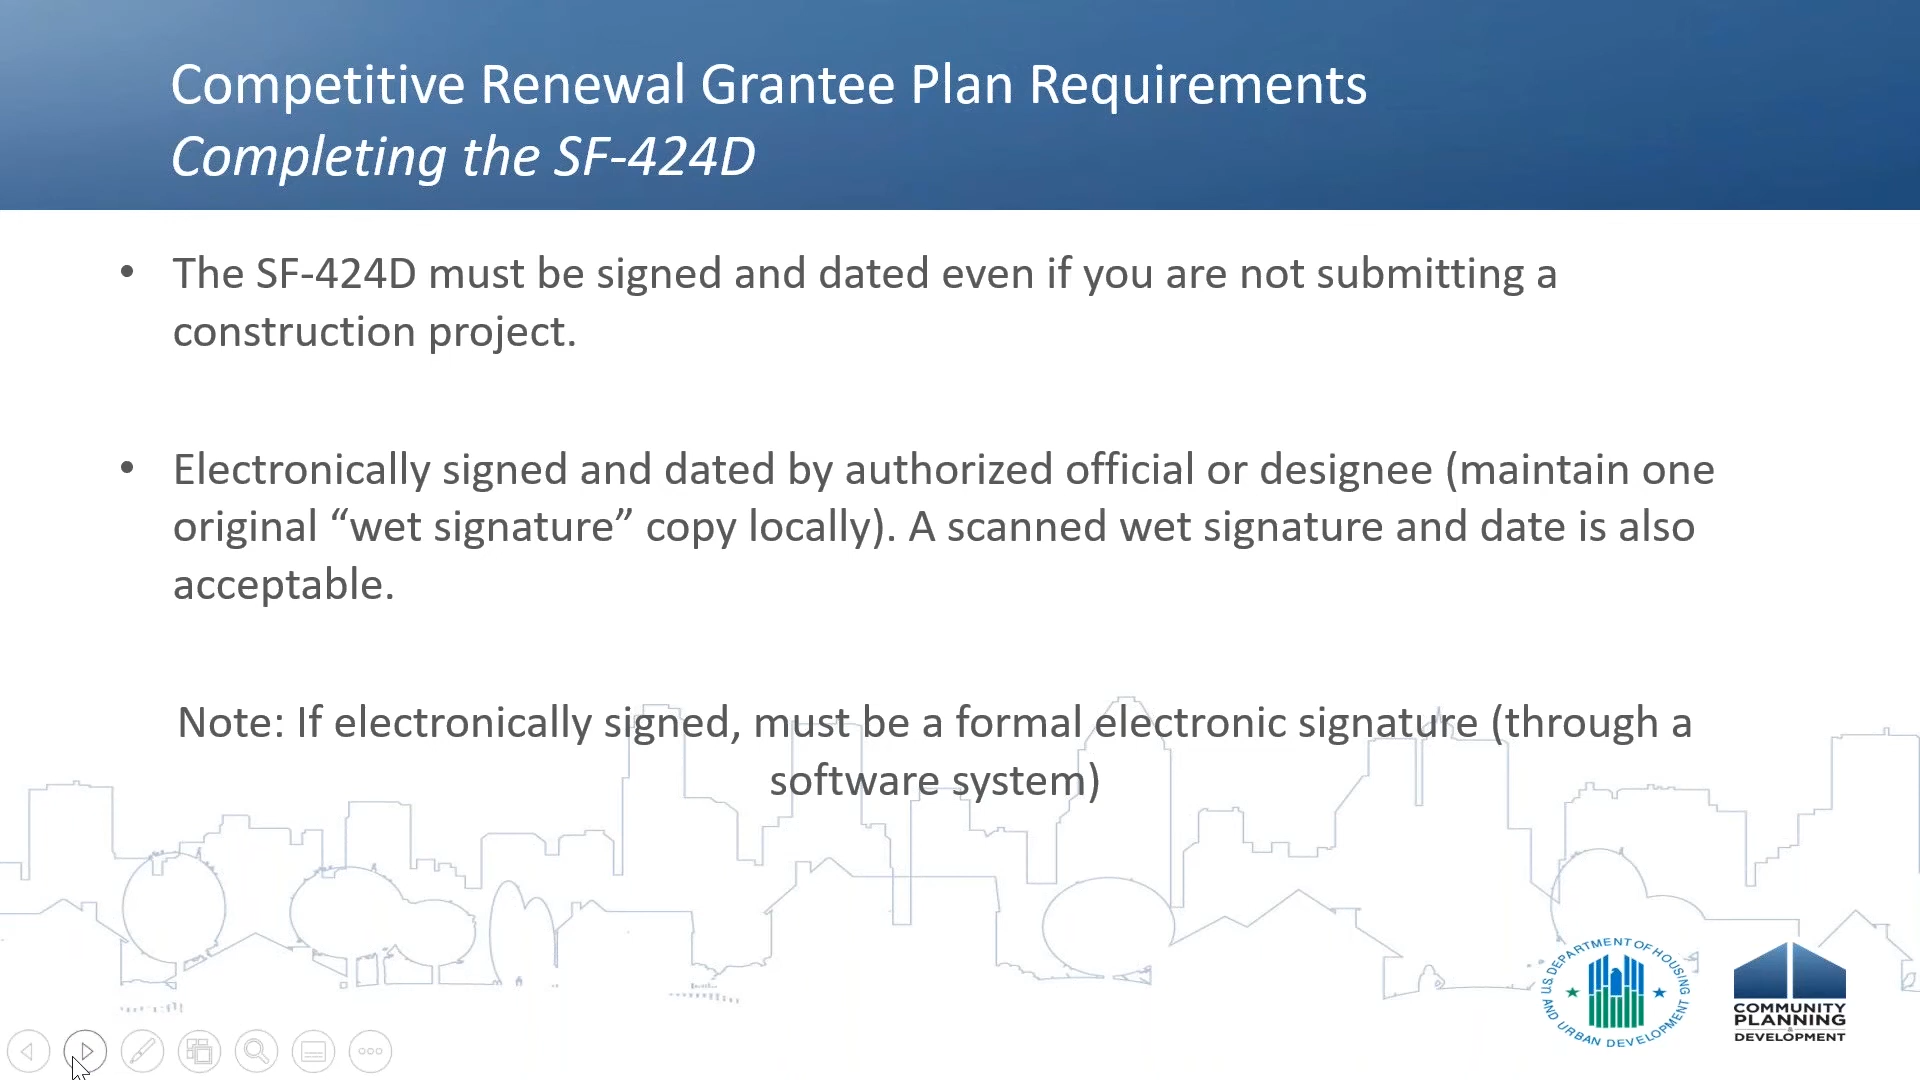 Competitive Renewal Grantee Plan Requirements
Completing the SF-424D
• The SF-424D must be signed and dated even if you are not submitting a
construction project.
• Electronically signed and dated by authorized official or designee (maintain one
original “wet signature” copy locally). A scanned wet signature and date is also
acceptable.
Note: If electronically signed, must be a formal electronic signature (through a
software system)
U.S. DEPARTMENT OF HOUSING
AND URBAN DEVELOPMENT
COMMUNITY
PLANNING
&
DEVELOPMENT